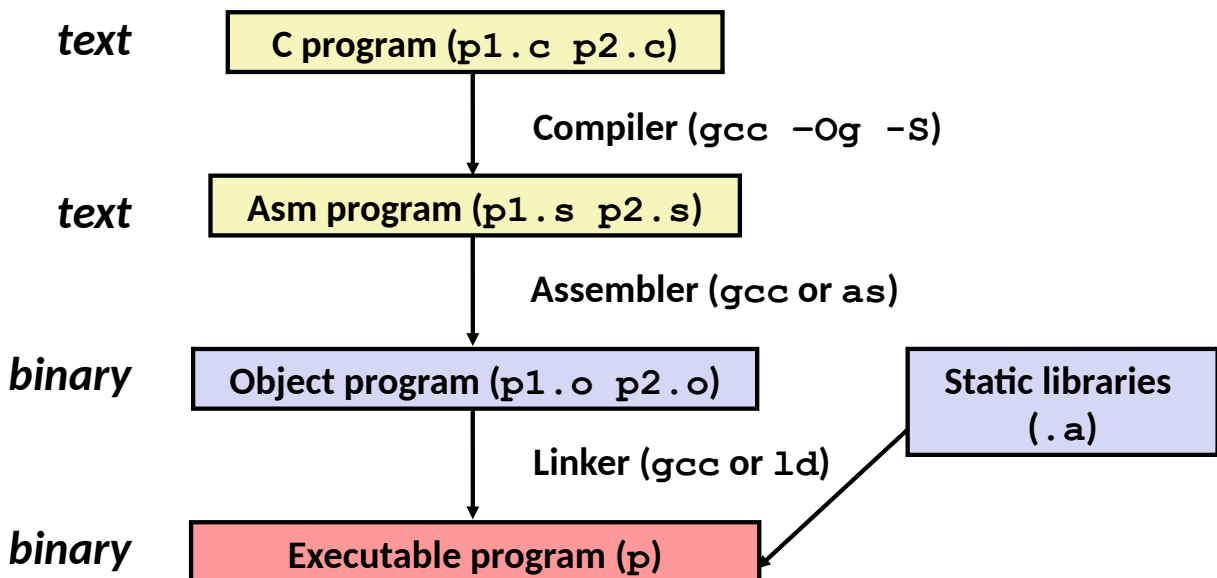 text
C program (p1.c p2.c)
Compiler (gcc –Og -S)
text
Asm program (p1.s p2.s)
Assembler (gcc or as)
binary
Object program (p1.o p2.o)
Static libraries
(.a)
Linker (gcc or ld)
binary
Executable program (p)